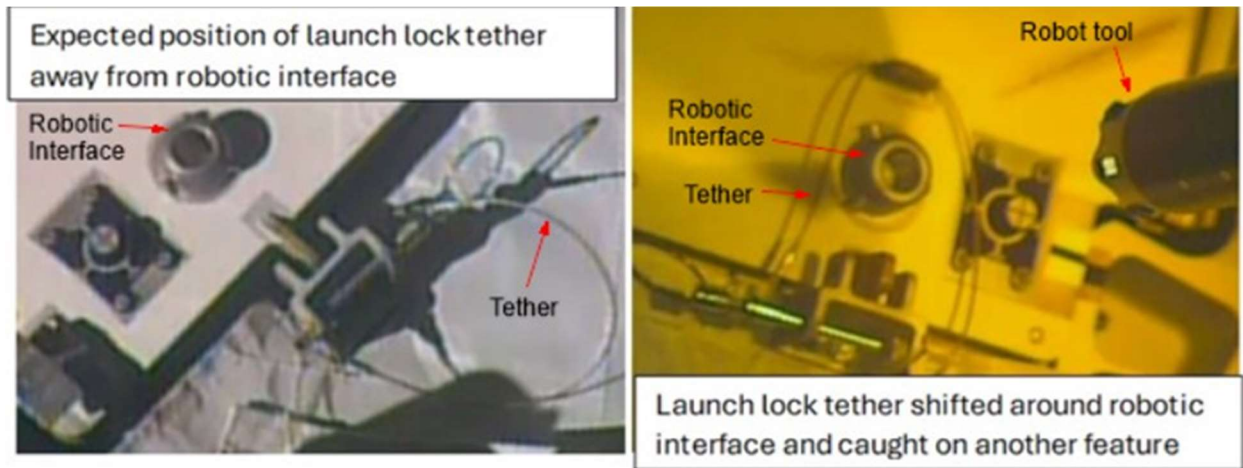 Expected position of launch lock tether
away from robotic interface
Robotic
Interface
Tether
Robot tool
Robotic
Interface
Tether
Launch lock tether shifted around robotic
interface and caught on another feature